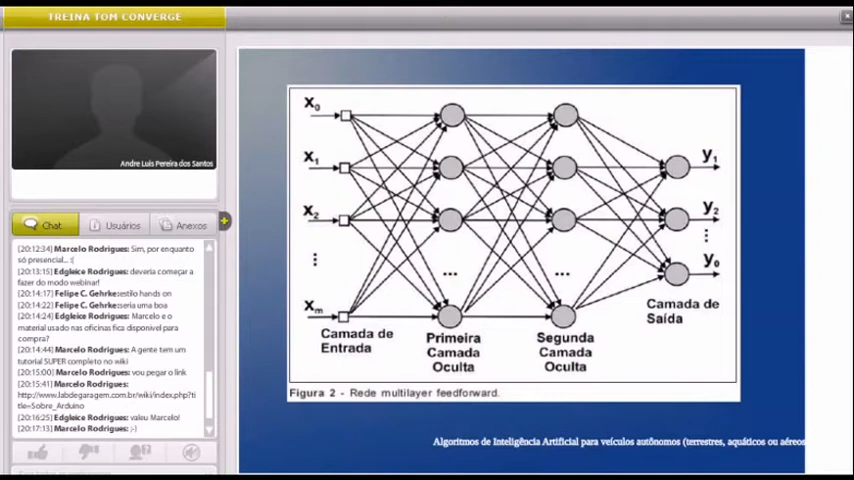 TREINA TOM CONVERGE
Andre Luis Pereira dos Santos
Chat
Usuários
Anexos
[20:12:34] Marcelo Rodrigues: Sim, por enquanto
só presencial... :(
[20:13:15] Edgleice Rodrigues: deveria começar a
fazer do modo webinar!
[20:14:17] Felipe C. Gehrke: estilo hands on
[20:14:22] Felipe C. Gehrke: seria uma boa
[20:14:24] Edgleice Rodrigues: Marcelo e o
material usado nas oficinas fica disponivel para
compra?
[20:14:44] Marcelo Rodrigues: A gente tem um
tutorial SUPER completo no wiki
[20:15:00] Marcelo Rodrigues: vou pegar o link
[20:15:41] Marcelo Rodrigues:
http://www.labdegaragem.com.br/wiki/index.php?ti
tle=Sobre_Arduino
[20:16:25] Edgleice Rodrigues: valeu Marcelo!
[20:17:13] Marcelo Rodrigues: ;-)
x0
x1
x2
⋮
xm
...
...
y1
y2
⋮
y0
Camada de
Entrada
Primeira
Camada
Oculta
Segunda
Camada
Oculta
Camada de
Saída
Figura 2 - Rede multilayer feedforward.
Algoritmos de Inteligência Artificial para veículos autônomos (terrestres, aquáticos ou aéreos